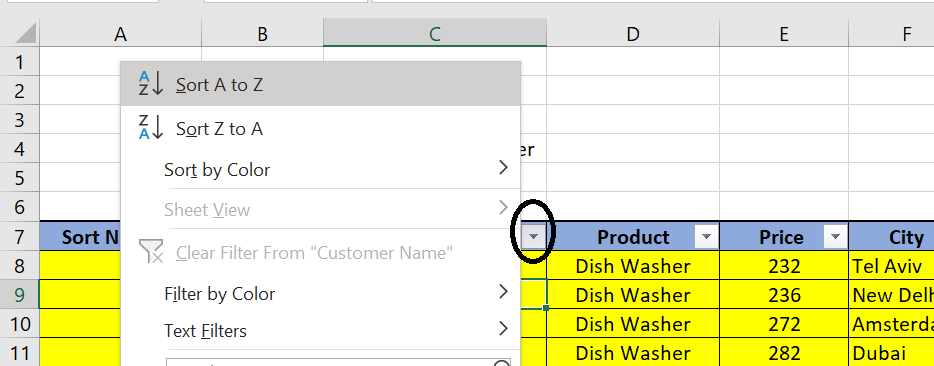 A B C D E F
1
2
3
4 er
5
6
7 Sort N Product Price City
8 Dish Washer 232 Tel Aviv
9 Dish Washer 236 New Delh
10 Dish Washer 272 Amsterda
11 Dish Washer 282 Dubai
A Z Sort A to Z
Z A Sort Z to A
Sort by Color
Sheet View
Clear Filter From "Customer Name"
Filter by Color
Text Filters